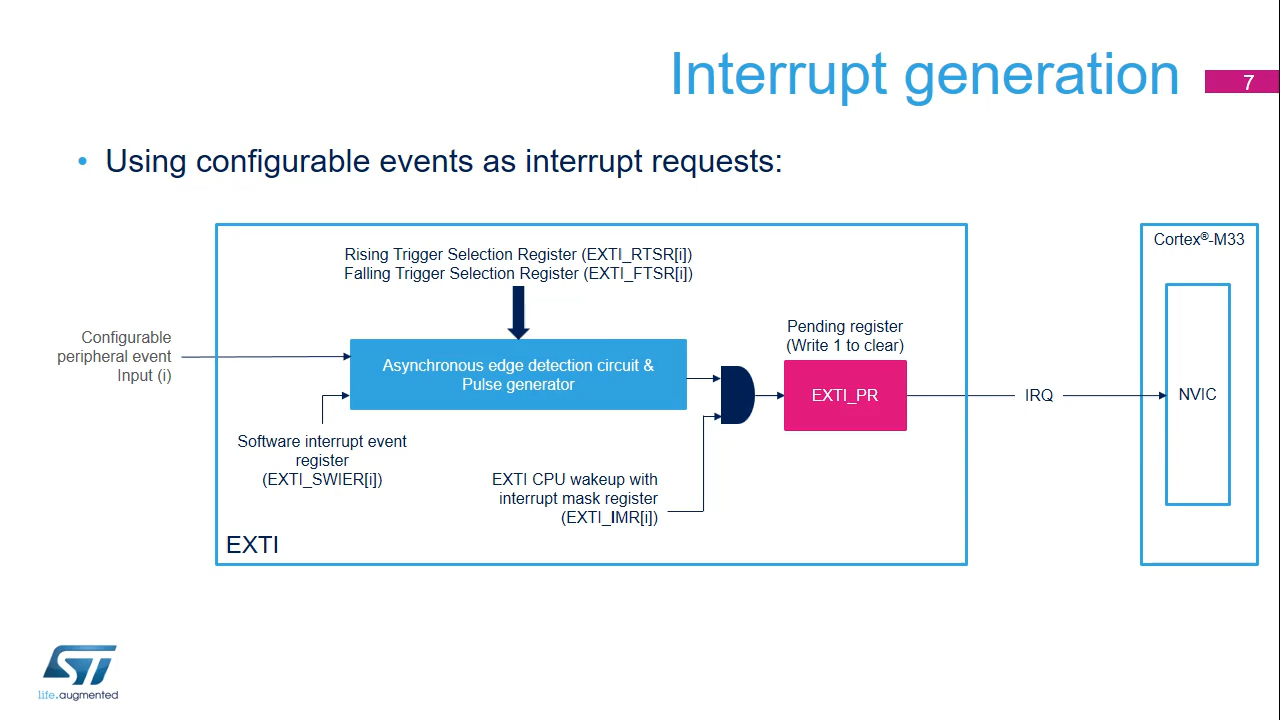 Interrupt generation
7
• Using configurable events as interrupt requests:
Cortex®-M33
Rising Trigger Selection Register (EXTI_RTSR[i])
Falling Trigger Selection Register (EXTI_FTSR[i])
Configurable
peripheral event
Input (i)
Asynchronous edge detection circuit &
Pulse generator
Pending register
(Write 1 to clear)
EXTI_PR
IRQ
NVIC
Software interrupt event
register
(EXTI_SWIER[i])
EXTI CPU wakeup with
interrupt mask register
(EXTI_IMR[i])
EXTI
ST
life.augmented